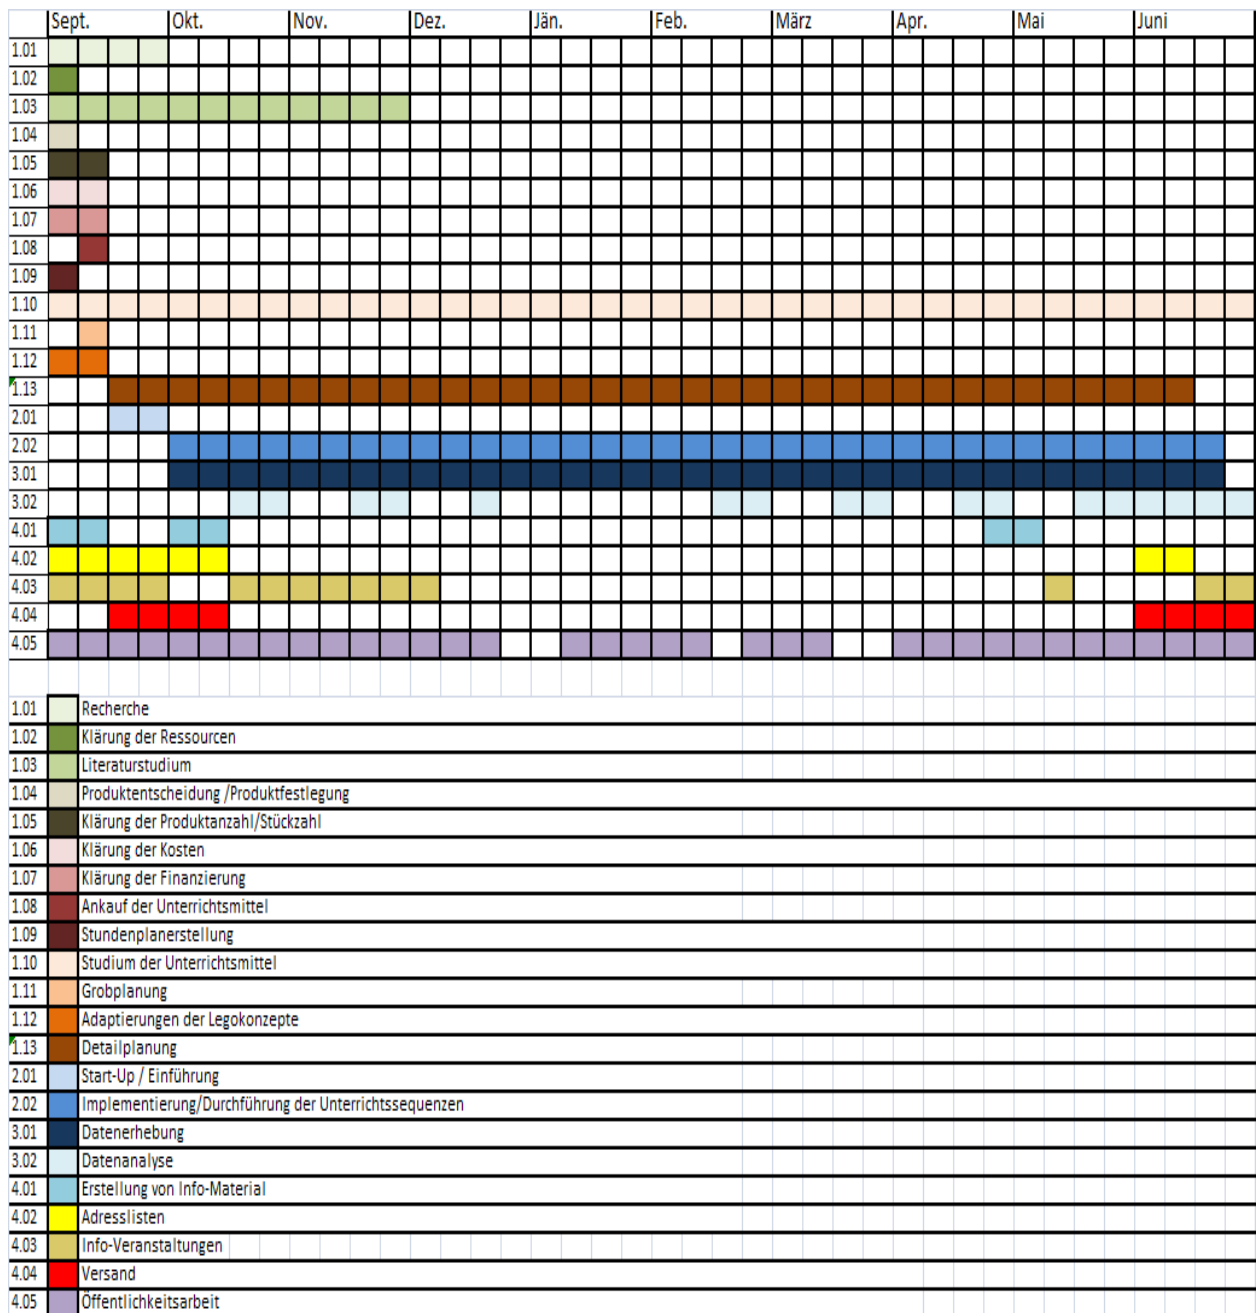 Sept. Okt. Nov. Dez. Jän. Feb. März Apr. Mai Juni
1.01
1.02
1.03
1.04
1.05
1.06
1.07
1.08
1.09
1.10
1.11
1.12
1.13
2.01
2.02
3.01
3.02
4.01
4.02
4.03
4.04
4.05
1.01 Recherche
1.02 Klärung der Ressourcen
1.03 Literaturstudium
1.04 Produktentscheidung /Produktfestlegung
1.05 Klärung der Produktanzahl/Stückzahl
1.06 Klärung der Kosten
1.07 Klärung der Finanzierung
1.08 Ankauf der Unterrichtsmittel
1.09 Stundenplanerstellung
1.10 Studium der Unterrichtsmittel
1.11 Grobplanung
1.12 Adaptierungen der Legokonzepte
1.13 Detailplanung
2.01 Start-Up / Einführung
2.02 Implementierung/Durchführung der Unterrichtssequenzen
3.01 Datenerhebung
3.02 Datenanalyse
4.01 Erstellung von Info-Material
4.02 Adresslisten
4.03 Info-Veranstaltungen
4.04 Versand
4.05 Öffentlichkeitsarbeit